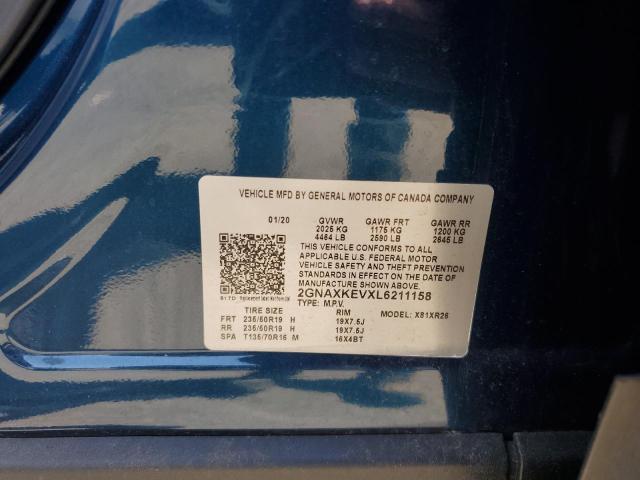 VEHICLE MFD BY GENERAL MOTORS OF CANADA COMPANY
01/20 GVWR GAWR FRT GAWR RR
2025 KG 1175 KG 1200 KG
4464 LB 2590 LB 2645 LB
THIS VEHICLE CONFORMS TO ALL
APPLICABLE U.S. FEDERAL MOTOR
VEHICLE SAFETY AND THEFT PREVENTION
STANDARDS IN EFFECT ON THE DATE OF
MANUFACTURE SHOWN ABOVE.
2GNAXKEVXL6211158
TYPE: M.P.V. MODEL: X81XR26
TIRE SIZE RIM
FRT 235/50R19 H 19X7.5J
RR 235/50R19 H 19X7.5J
SPA T135/70R16 M 16X4BT